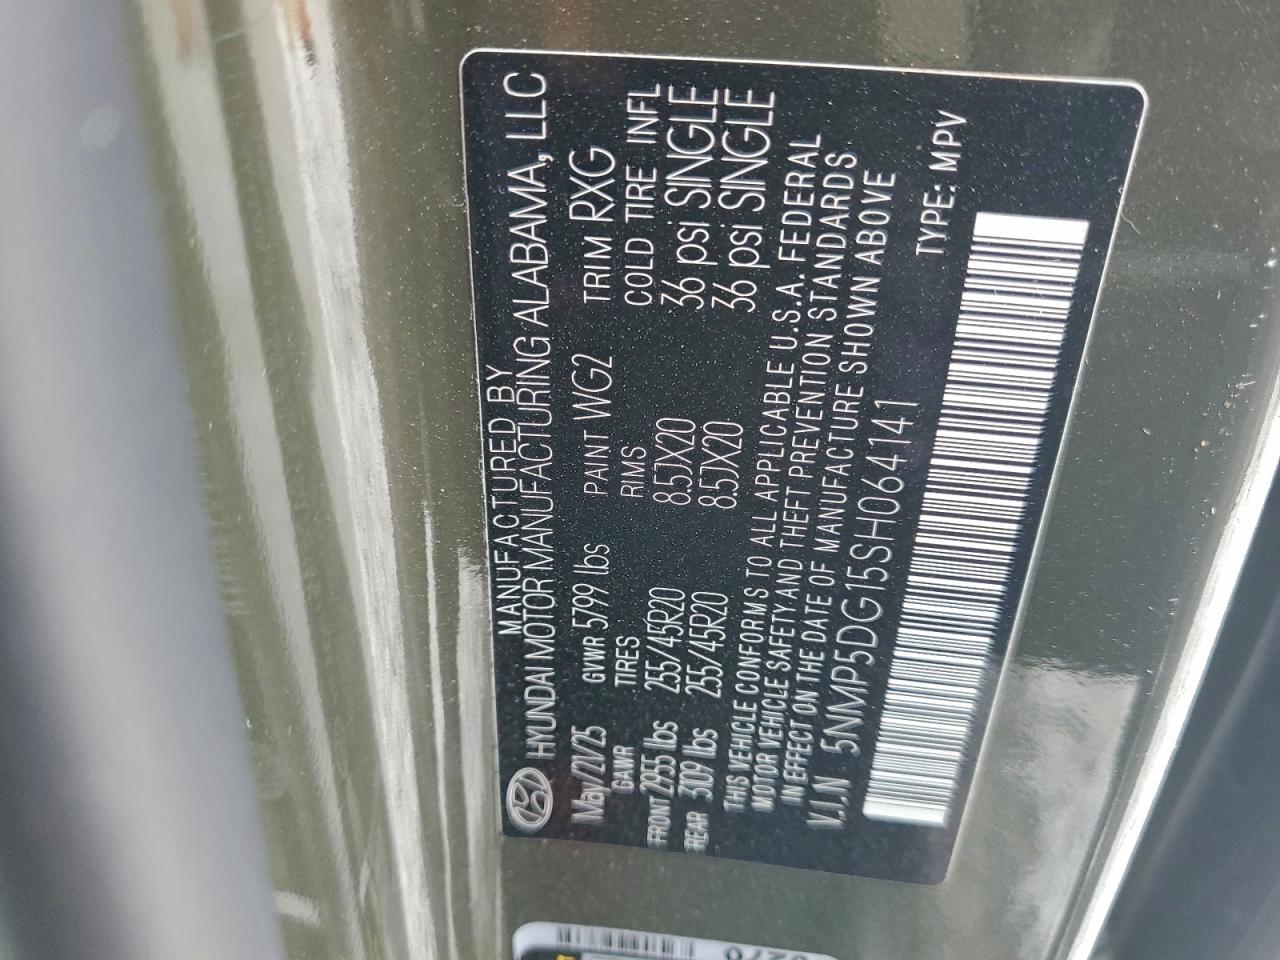 MANUFACTURED BY
HYUNDAI MOTOR MANUFACTURING ALABAMA, LLC
May/21/25 GVWR 5799 lbs PAINT WG2 TRIM RXG
GAWR TIRES RIMS COLD TIRE INFL
FRONT 2955 lbs 255/45R20 8.5JX20 36 psi SINGLE
REAR 3109 lbs 255/45R20 8.5JX20 36 psi SINGLE
THIS VEHICLE CONFORMS TO ALL APPLICABLE U.S.A. FEDERAL
MOTOR VEHICLE SAFETY AND THEFT PREVENTION STANDARDS
IN EFFECT ON THE DATE OF MANUFACTURE SHOWN ABOVE
V.I.N 5NMP5DG15SH064141 TYPE: MPV